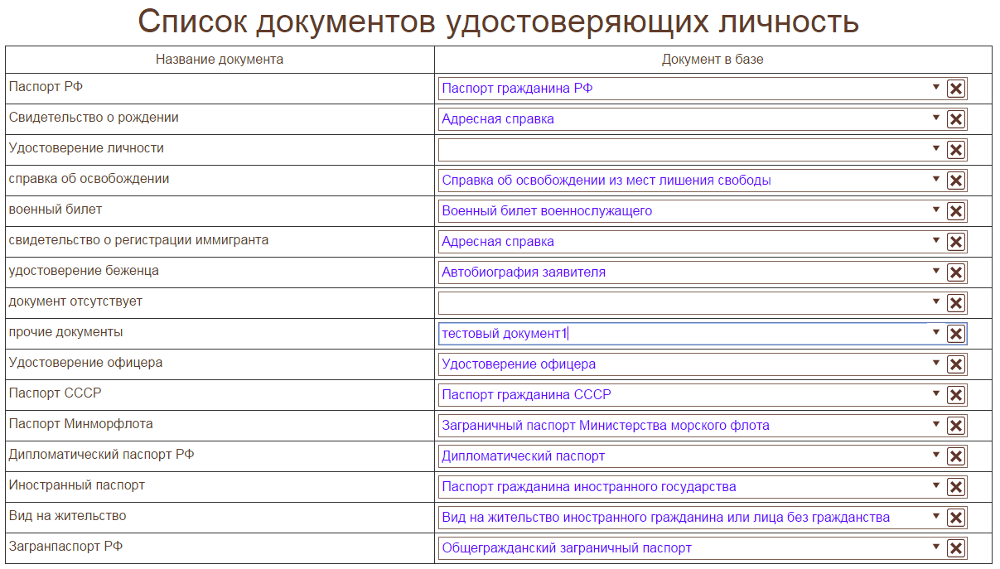 Список документов удостоверяющих личность
Название документа Документ в базе
Паспорт РФ Паспорт гражданина РФ
Свидетельство о рождении Адресная справка
Удостоверение личности
справка об освобождении Справка об освобождении из мест лишения свободы
военный билет Военный билет военнослужащего
свидетельство о регистрации иммигранта Адресная справка
удостоверение беженца Автобиография заявителя
документ отсутствует
прочие документы тестовый документ1
Удостоверение офицера Удостоверение офицера
Паспорт СССР Паспорт гражданина СССР
Паспорт Минморфлота Заграничный паспорт Министерства морского флота
Дипломатический паспорт РФ Дипломатический паспорт
Иностранный паспорт Паспорт гражданина иностранного государства
Вид на жительство Вид на жительство иностранного гражданина или лица без гражданства
Загранпаспорт РФ Общегражданский заграничный паспорт